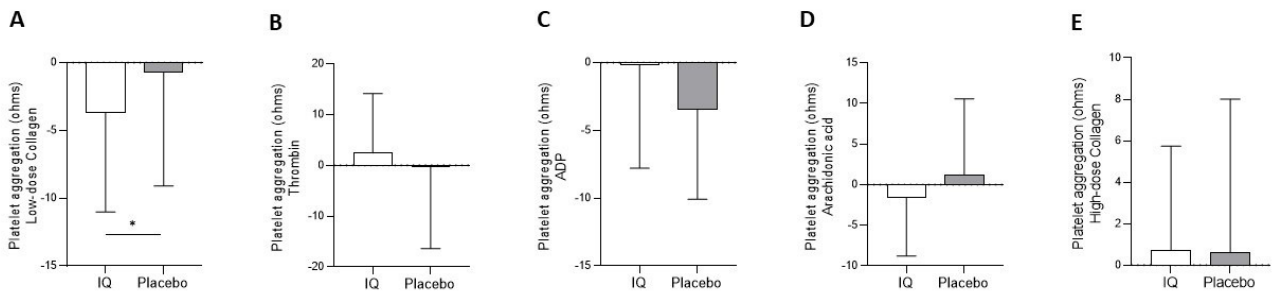 A
Platelet aggregation (ohms)
Low-dose Collagen
0
-5
-10
-15
*
IQ Placebo
B
Platelet aggregation (ohms)
Thrombin
20
10
0
-10
-20
IQ Placebo
C
Platelet aggregation (ohms)
ADP
0
-5
-10
-15
IQ Placebo
D
Platelet aggregation (ohms)
Arachidonic acid
15
10
5
0
-5
-10
IQ Placebo
E
Platelet aggregation (ohms)
High-dose Collagen
10
8
6
4
2
0
IQ Placebo